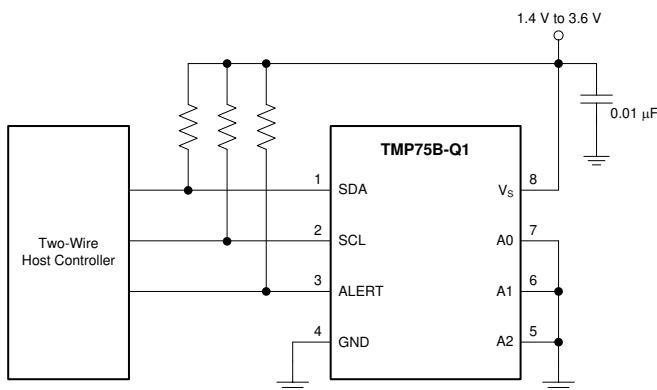 1.4 V to 3.6 V
0.01 μF
TMP75B-Q1
Two-Wire
Host Controller
1 SDA
2 SCL
3 ALERT
4 GND
VS 8
A0 7
A1 6
A2 5